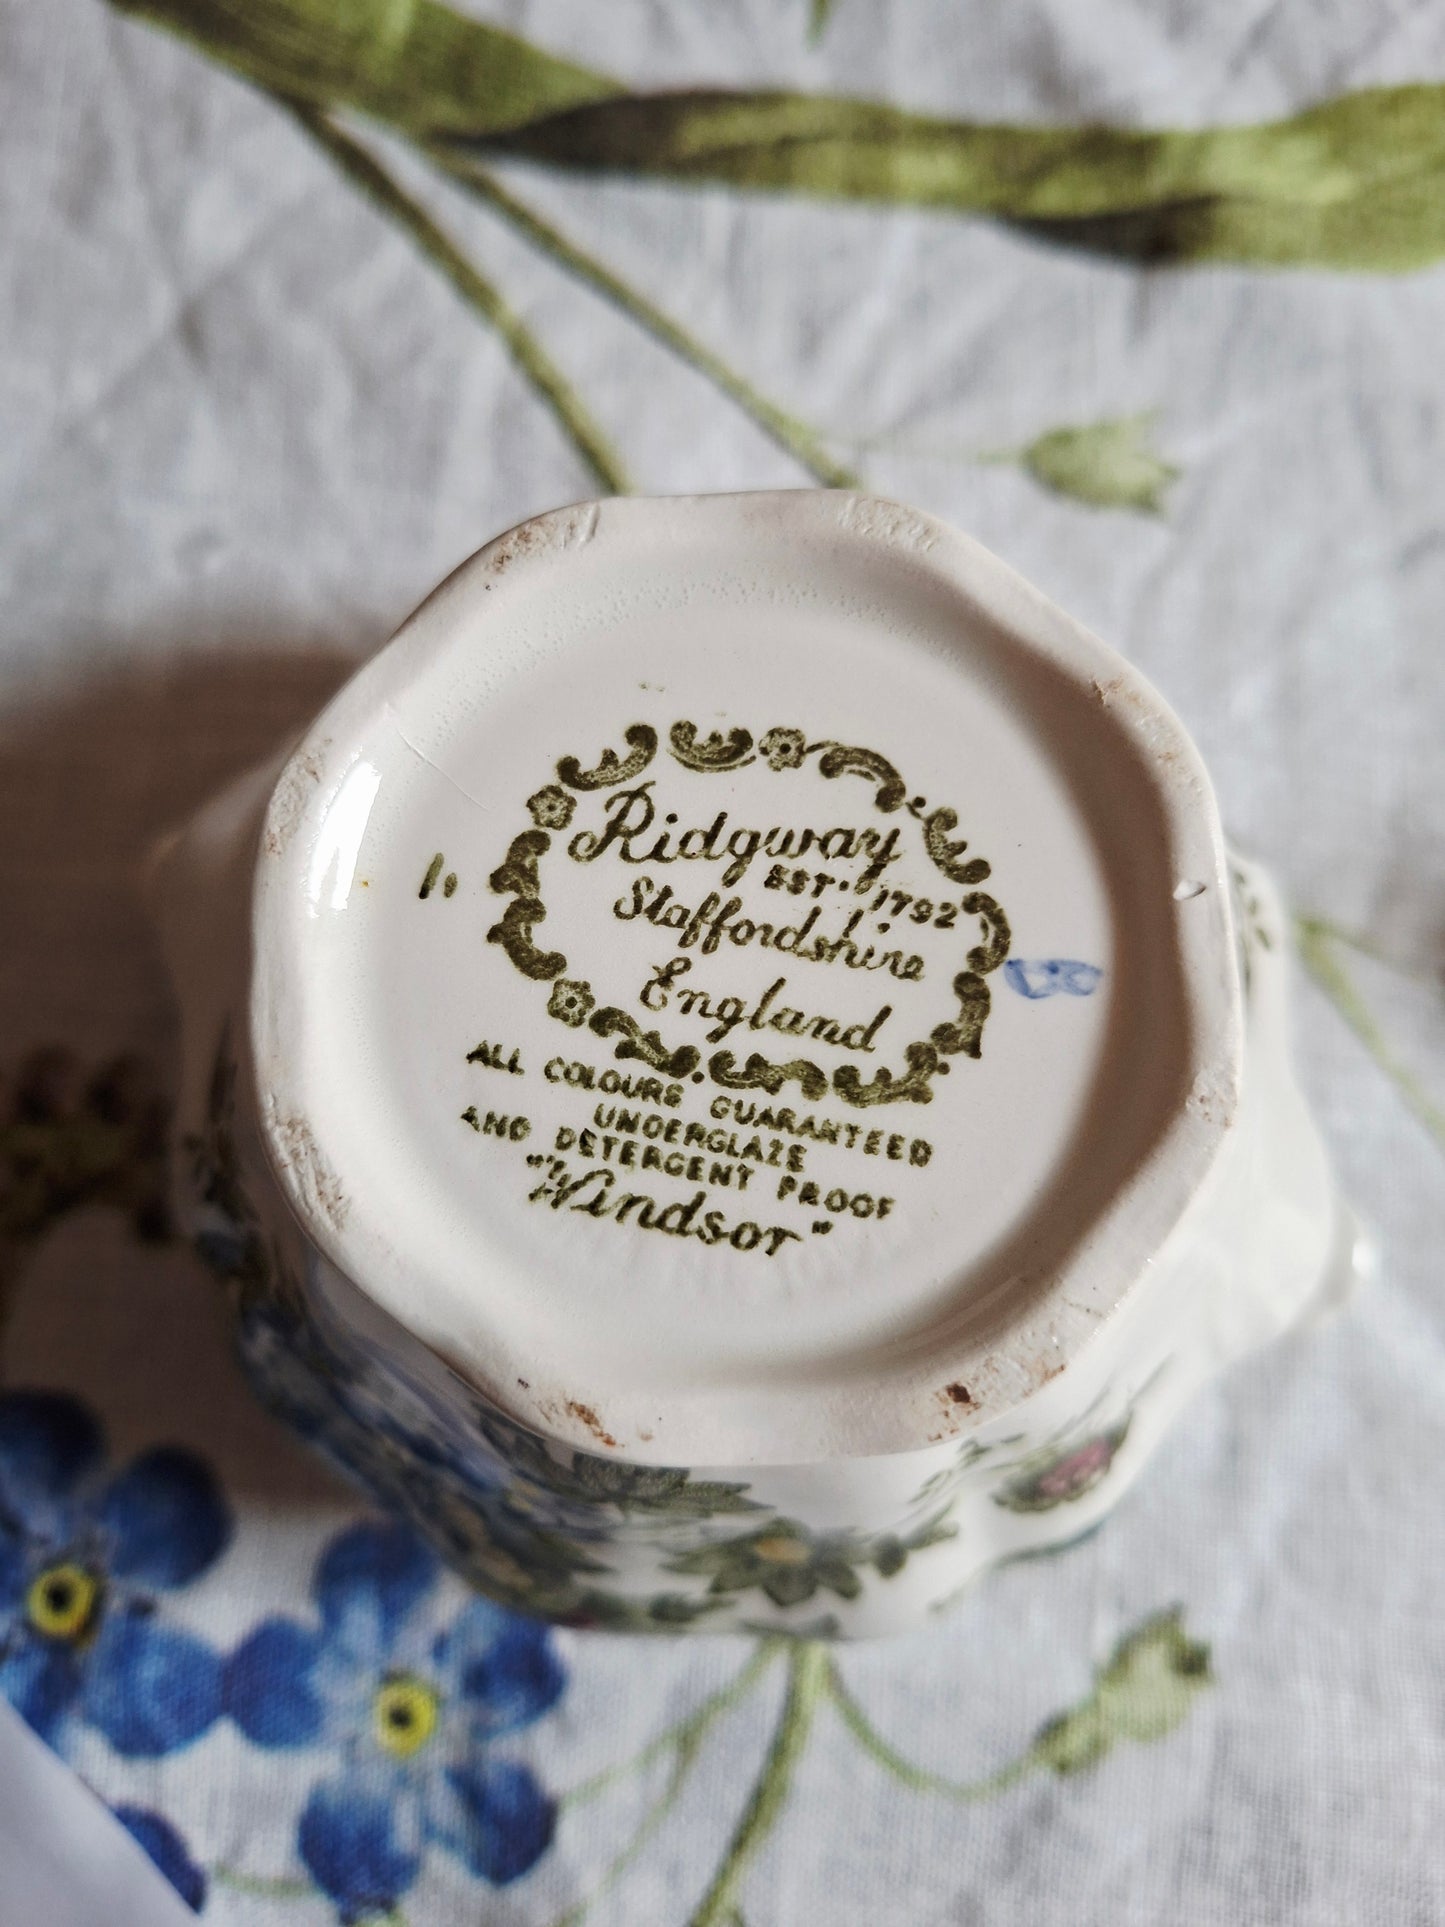 Ridgway
EST. 1792
Staffordshire
England
ALL COLOURS GUARANTEED
UNDERGLAZE
AND DETERGENT PROOF
"Windsor"